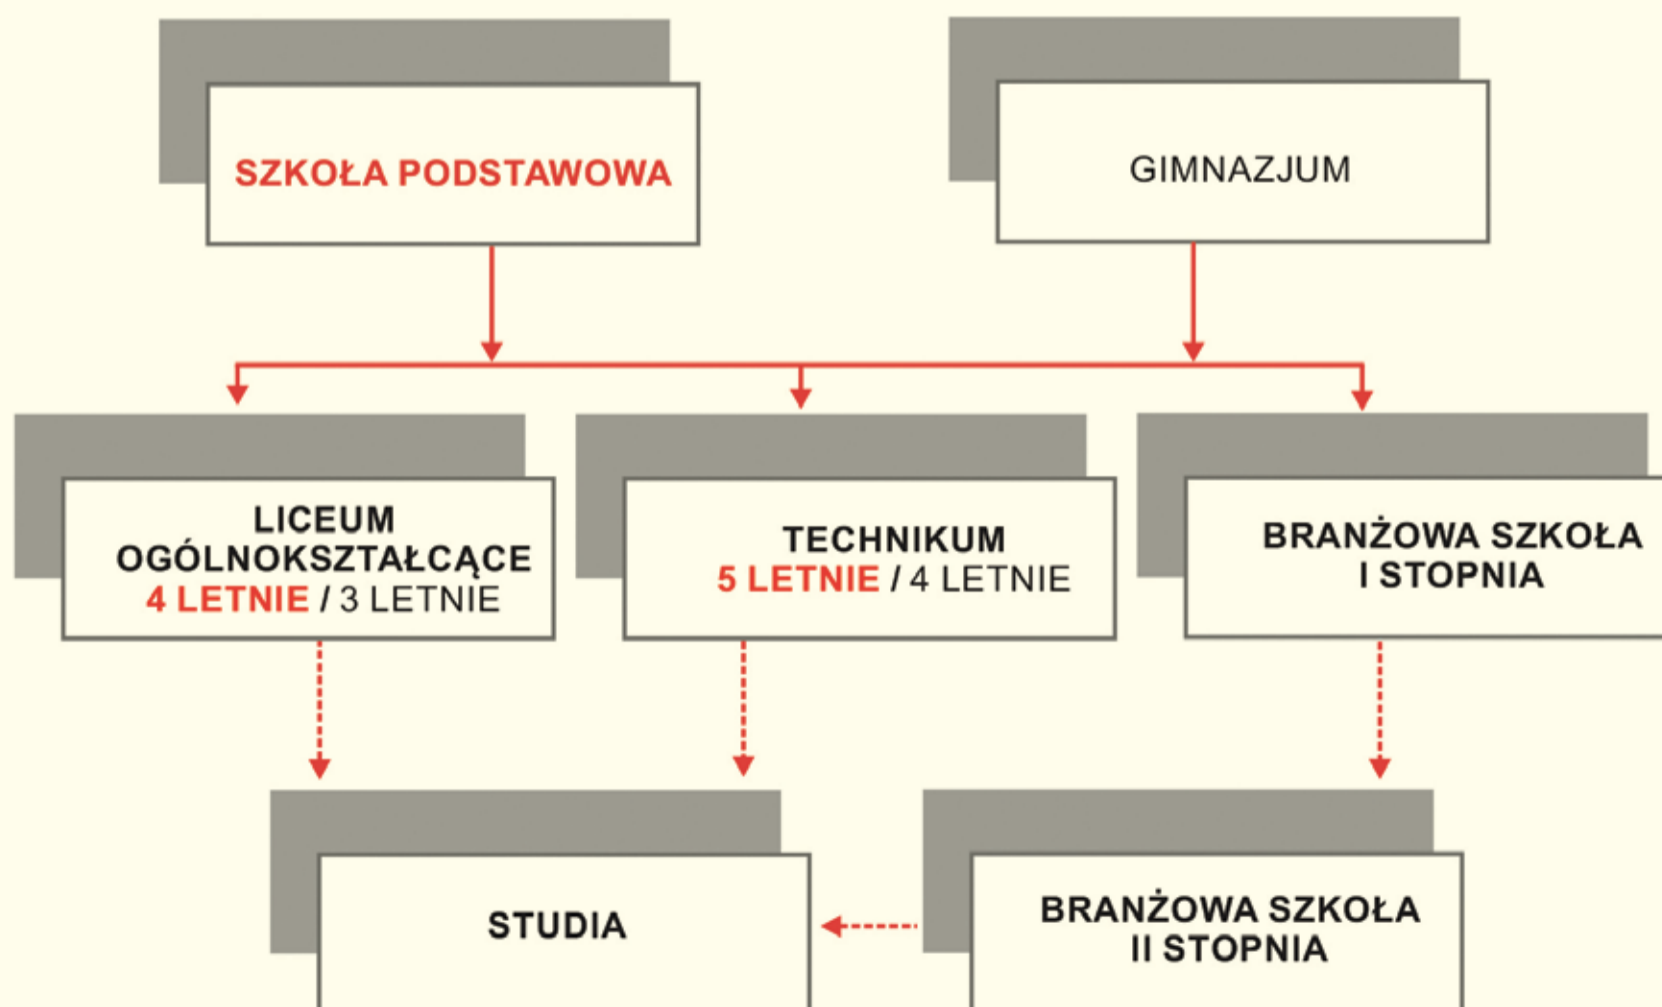 SZKOŁA PODSTAWOWA
GIMNAZJUM
LICEUM
OGÓLNOKSZTAŁCĄCE
4 LETNIE / 3 LETNIE
TECHNIKUM
5 LETNIE / 4 LETNIE
BRANŻOWA SZKOŁA
I STOPNIA
STUDIA
BRANŻOWA SZKOŁA
II STOPNIA